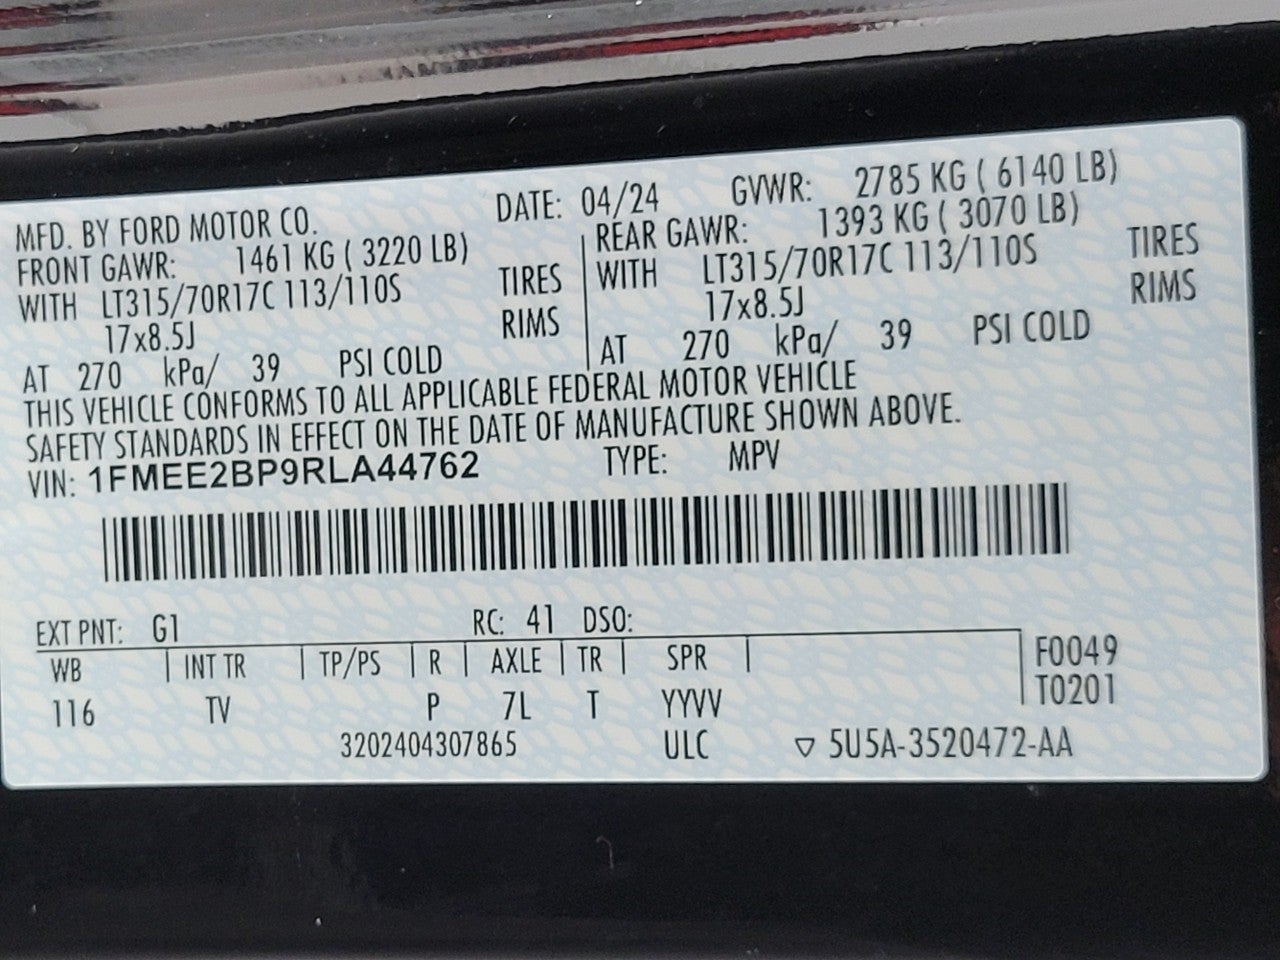 MFD. BY FORD MOTOR CO. DATE: 04/24 GVWR: 2785 KG ( 6140 LB)
FRONT GAWR: 1461 KG ( 3220 LB) REAR GAWR: 1393 KG ( 3070 LB)
WITH LT315/70R17C 113/110S TIRES WITH LT315/70R17C 113/110S TIRES
17x8.5J RIMS 17x8.5J RIMS
AT 270 kPa/ 39 PSI COLD AT 270 kPa/ 39 PSI COLD
THIS VEHICLE CONFORMS TO ALL APPLICABLE FEDERAL MOTOR VEHICLE
SAFETY STANDARDS IN EFFECT ON THE DATE OF MANUFACTURE SHOWN ABOVE.
VIN: 1FMEE2BP9RLA44762 TYPE: MPV
EXT PNT: G1 RC: 41 DSO:
WB INT TR TP/PS R AXLE TR SPR F0049
116 TV P 7L T YYVV T0201
3202404307865 ULC ▽ 5U5A-3520472-AA